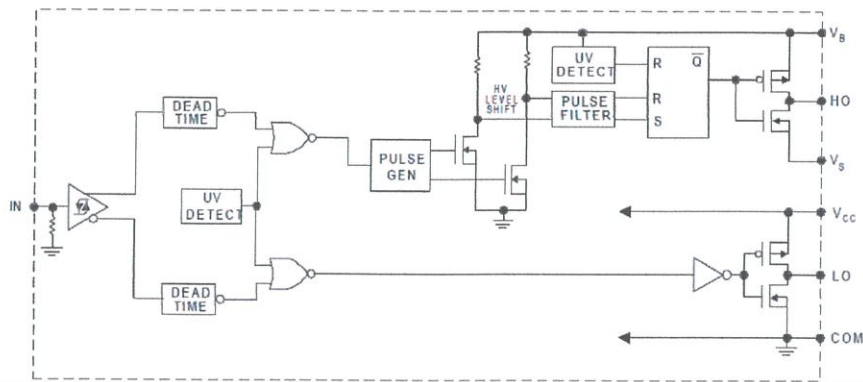 V_B
UV
DETECT
R
Q̅
HV
LEVEL
SHIFT
PULSE
FILTER
R
S
HO
DEAD
TIME
PULSE
GEN
V_S
UV
DETECT
IN
V_CC
DEAD
TIME
LO
COM